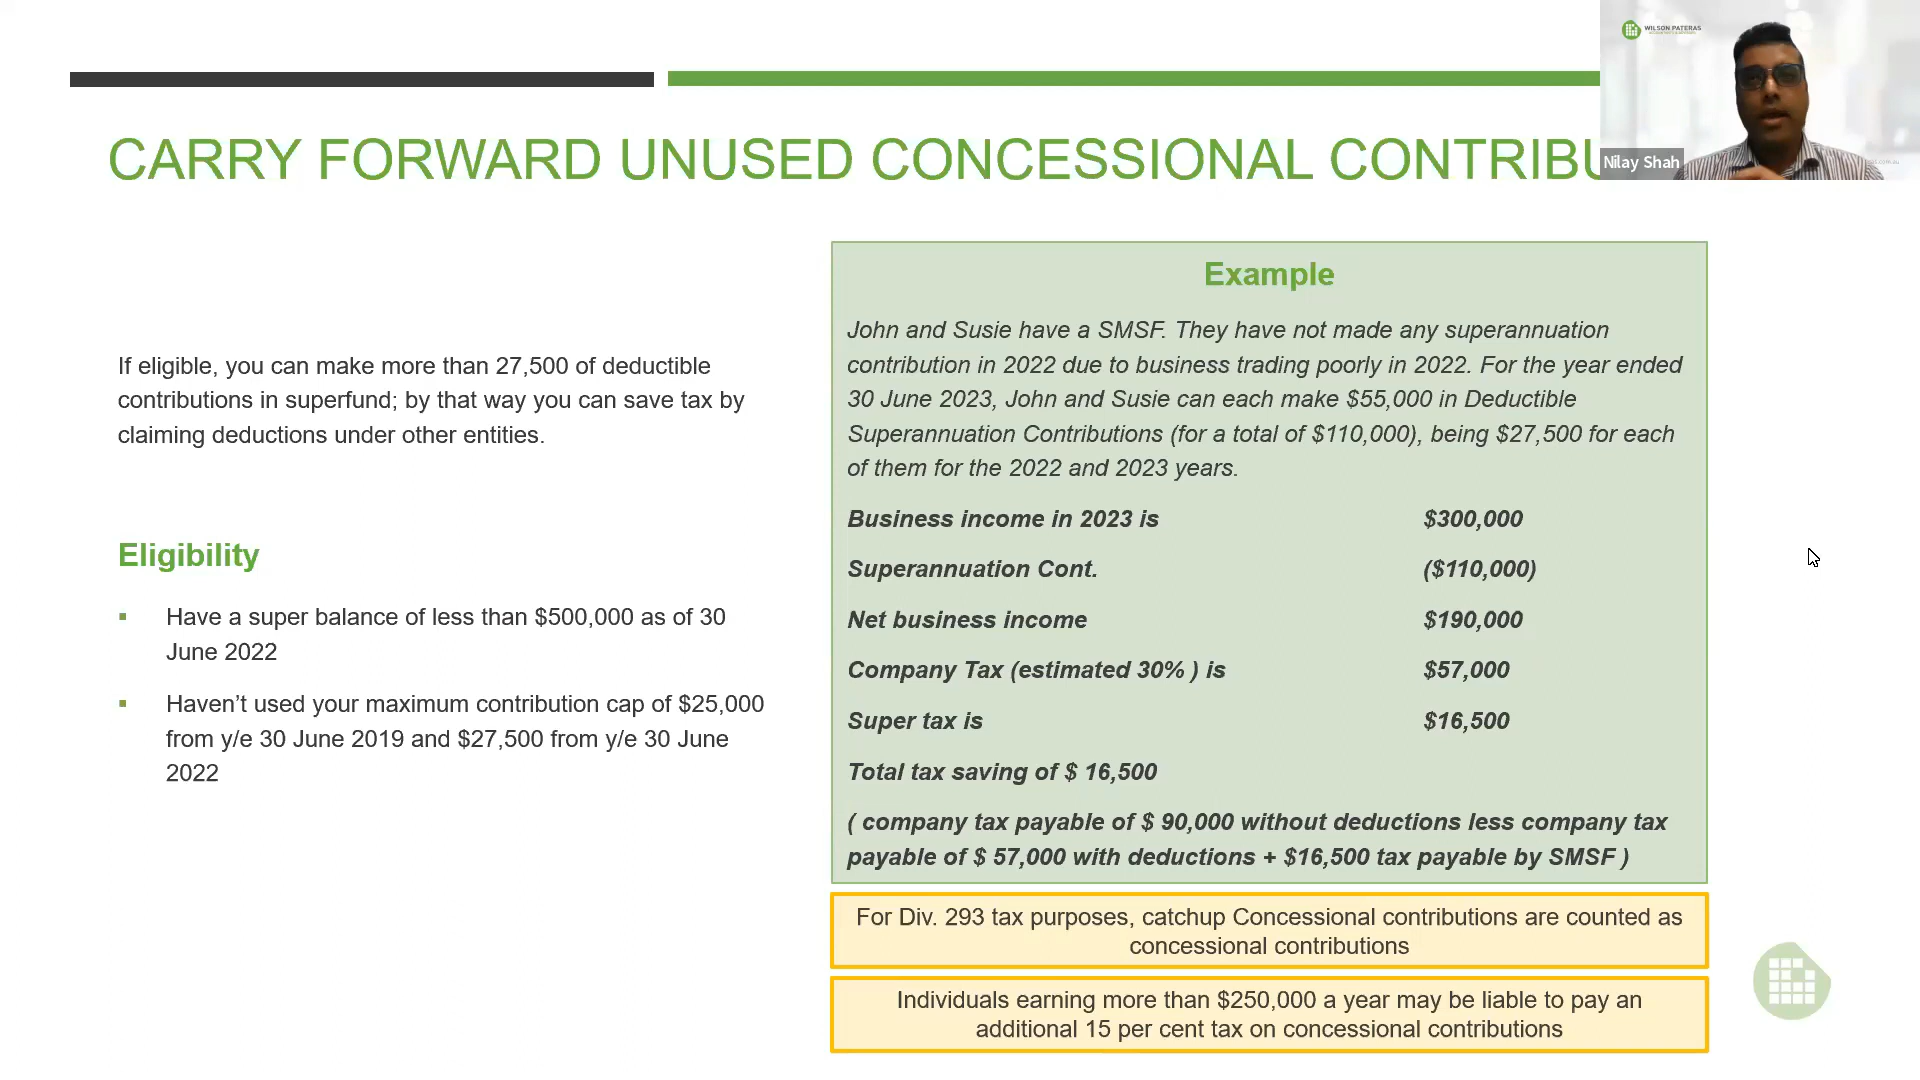 WILSON PATERAS
Nilay Shah
CARRY FORWARD UNUSED CONCESSIONAL CONTRIBU
If eligible, you can make more than 27,500 of deductible
contributions in superfund; by that way you can save tax by
claiming deductions under other entities.
Eligibility
▪ Have a super balance of less than $500,000 as of 30
June 2022
▪ Haven’t used your maximum contribution cap of $25,000
from y/e 30 June 2019 and $27,500 from y/e 30 June
2022
Example
John and Susie have a SMSF. They have not made any superannuation
contribution in 2022 due to business trading poorly in 2022. For the year ended
30 June 2023, John and Susie can each make $55,000 in Deductible
Superannuation Contributions (for a total of $110,000), being $27,500 for each
of them for the 2022 and 2023 years.
Business income in 2023 is $300,000
Superannuation Cont. ($110,000)
Net business income $190,000
Company Tax (estimated 30% ) is $57,000
Super tax is $16,500
Total tax saving of $ 16,500
( company tax payable of $ 90,000 without deductions less company tax
payable of $ 57,000 with deductions + $16,500 tax payable by SMSF )
For Div. 293 tax purposes, catchup Concessional contributions are counted as
concessional contributions
Individuals earning more than $250,000 a year may be liable to pay an
additional 15 per cent tax on concessional contributions